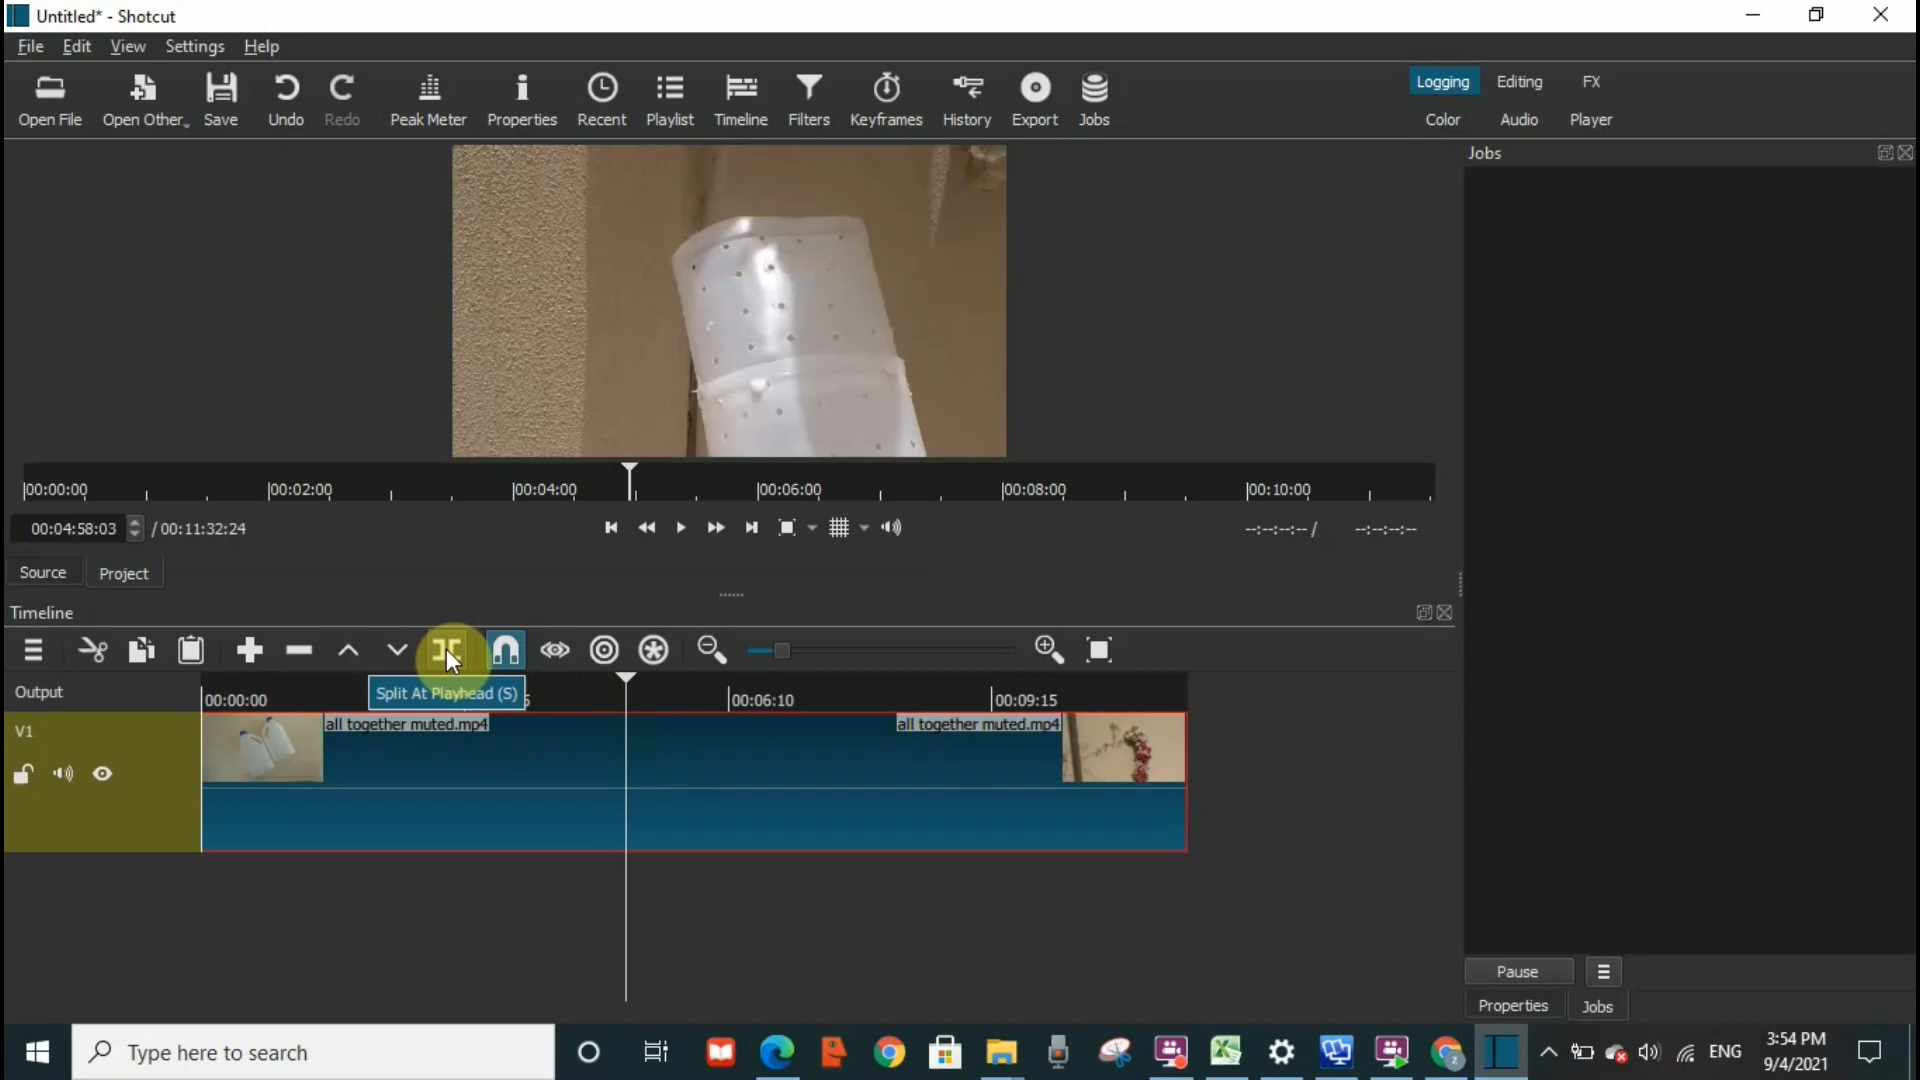 Untitled* - Shotcut
File Edit View Settings Help
Open File Open Other Save Undo Redo Peak Meter Properties Recent Playlist Timeline Filters Keyframes History Export Jobs
Logging Editing FX
Color Audio Player
Jobs
00:00:00 00:02:00 00:04:00 00:06:00 00:08:00 00:10:00
00:04:58:03 / 00:11:32:24 --:--:--:-- / --:--:--:--
Source Project
Timeline
Output
Split At Playhead (S)
00:00:00 5 00:06:10 00:09:15
V1
all together muted.mp4 all together muted.mp4
Pause
Properties Jobs
Type here to search
ENG
3:54 PM
9/4/2021